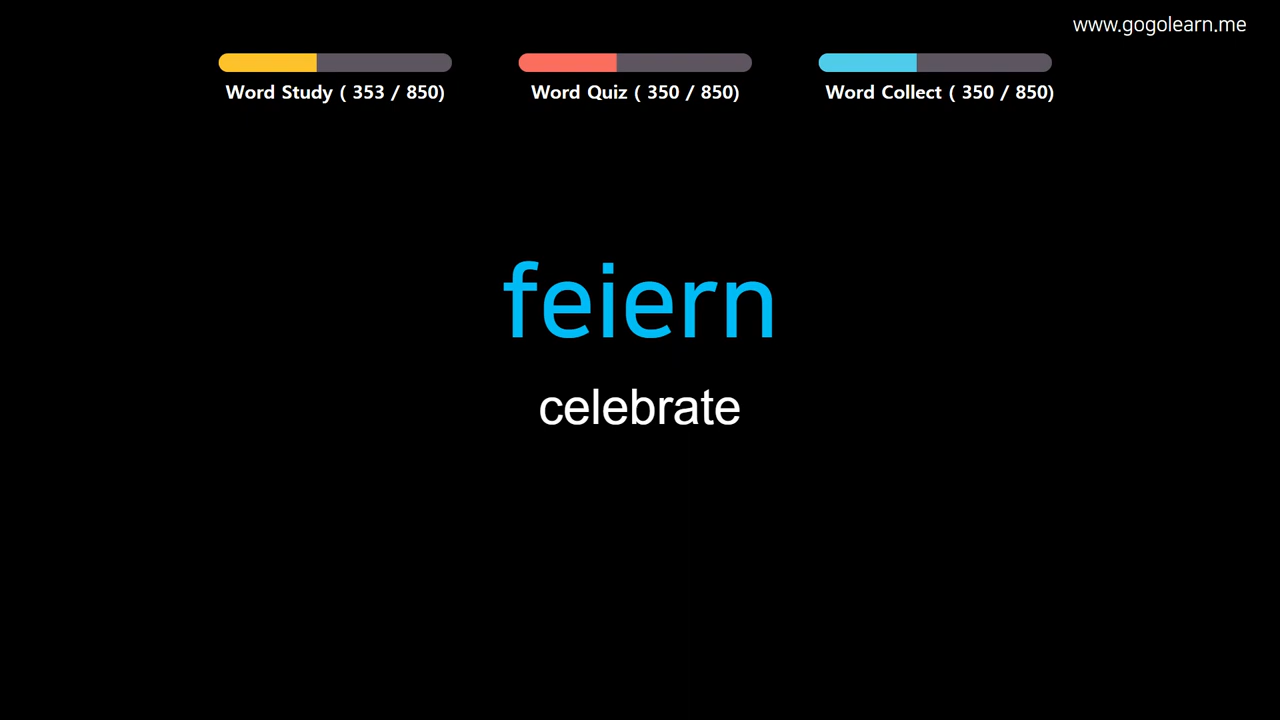 www.gogolearn.me
Word Study ( 353 / 850)
Word Quiz ( 350 / 850)
Word Collect ( 350 / 850)
feiern
celebrate